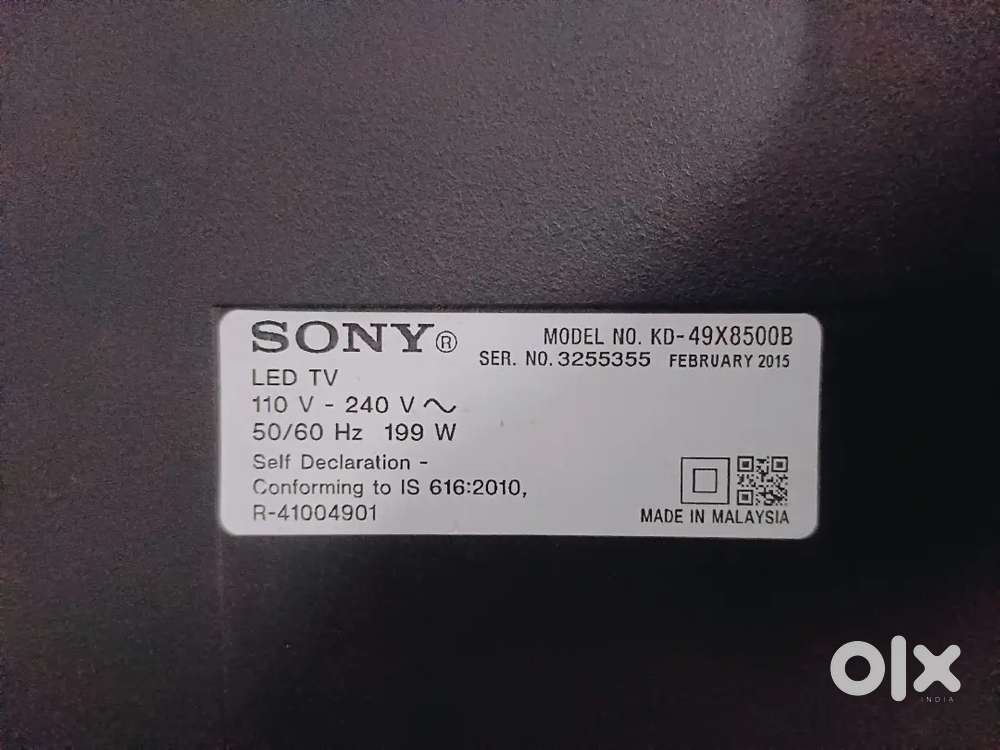 SONY®
MODEL NO. KD-49X8500B
SER. NO. 3255355 FEBRUARY 2015
LED TV
110 V - 240 V ～
50/60 Hz 199 W
Self Declaration -
Conforming to IS 616:2010,
R-41004901
MADE IN MALAYSIA
olx
INDIA